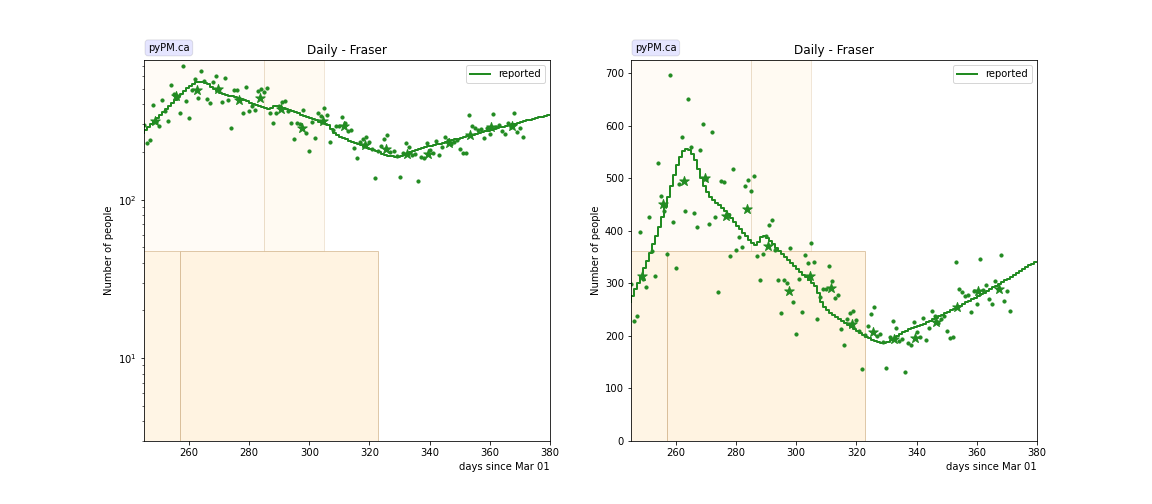 pyPM.ca
Daily - Fraser
reported
Number of people
10²
10¹
260 280 300 320 340 360 380
days since Mar 01
pyPM.ca
Daily - Fraser
reported
Number of people
700
600
500
400
300
200
100
0
260 280 300 320 340 360 380
days since Mar 01